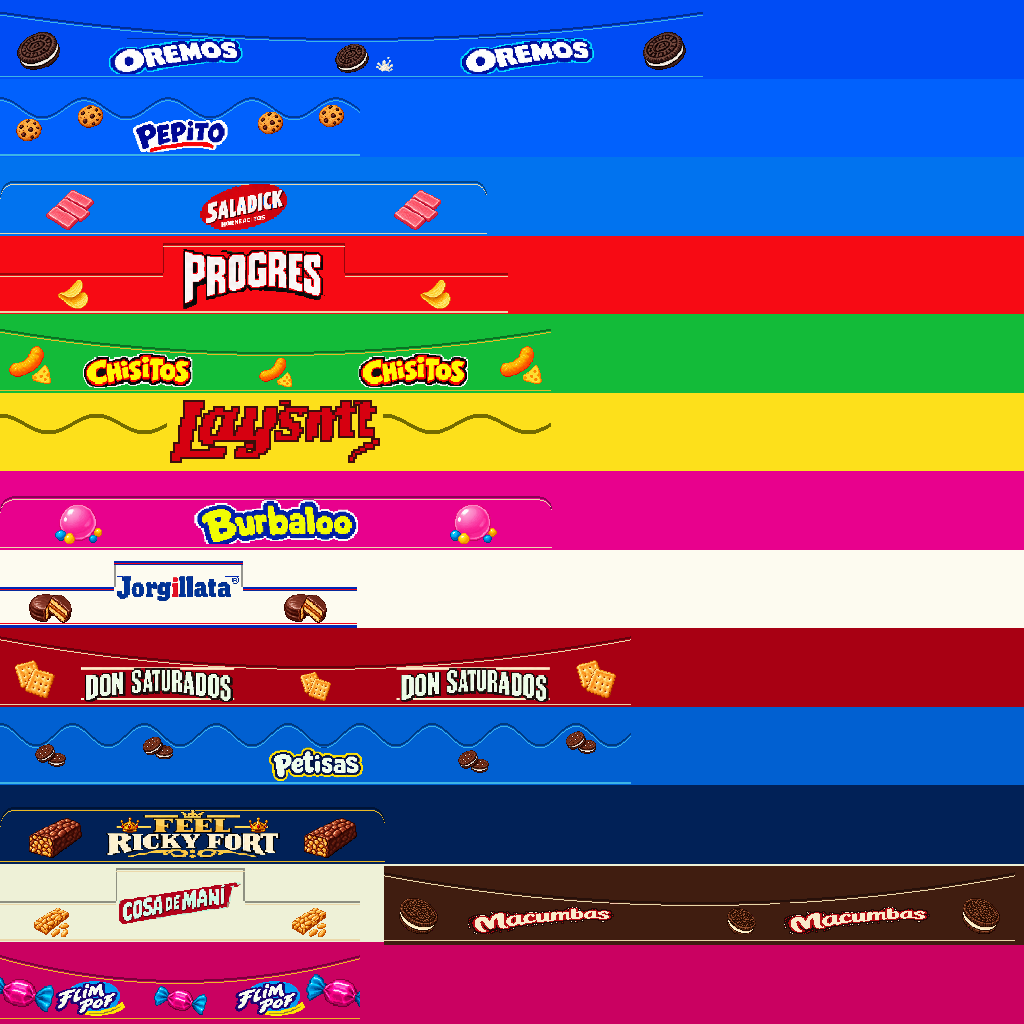 OREMOS OREMOS
PEPiTO
SALADICK
PROGRES
CHiSiTOS CHiSiTOS
Laysmt
Burbaloo
Jorgillata®
DON SATURADOS DON SATURADOS
Petisas
FEEL
RICKY FORT
COSA DE MANI
Macumbas Macumbas
FLiM FLiM
POF POF